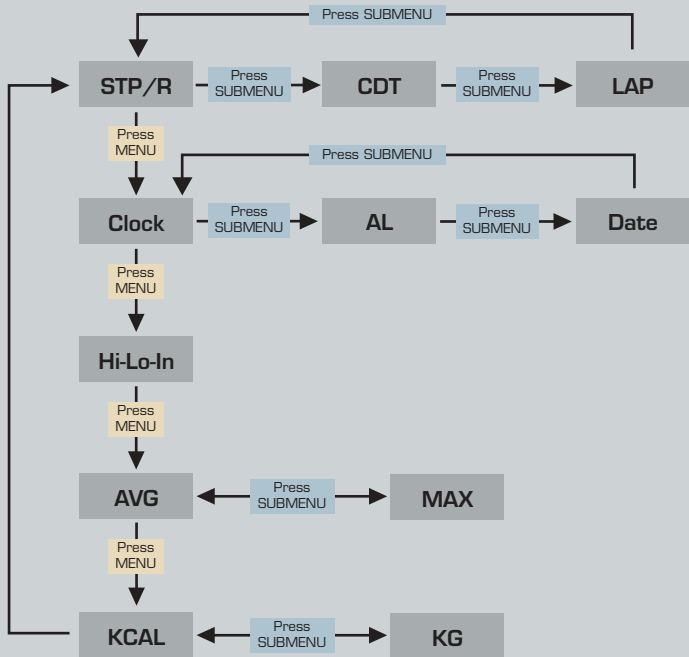 Press SUBMENU
STP/R
Press
SUBMENU
CDT
Press
SUBMENU
LAP
Press
MENU
Press SUBMENU
Clock
Press
SUBMENU
AL
Press
SUBMENU
Date
Press
MENU
Hi-Lo-In
Press
MENU
AVG
Press
SUBMENU
MAX
Press
MENU
KCAL
Press
SUBMENU
KG